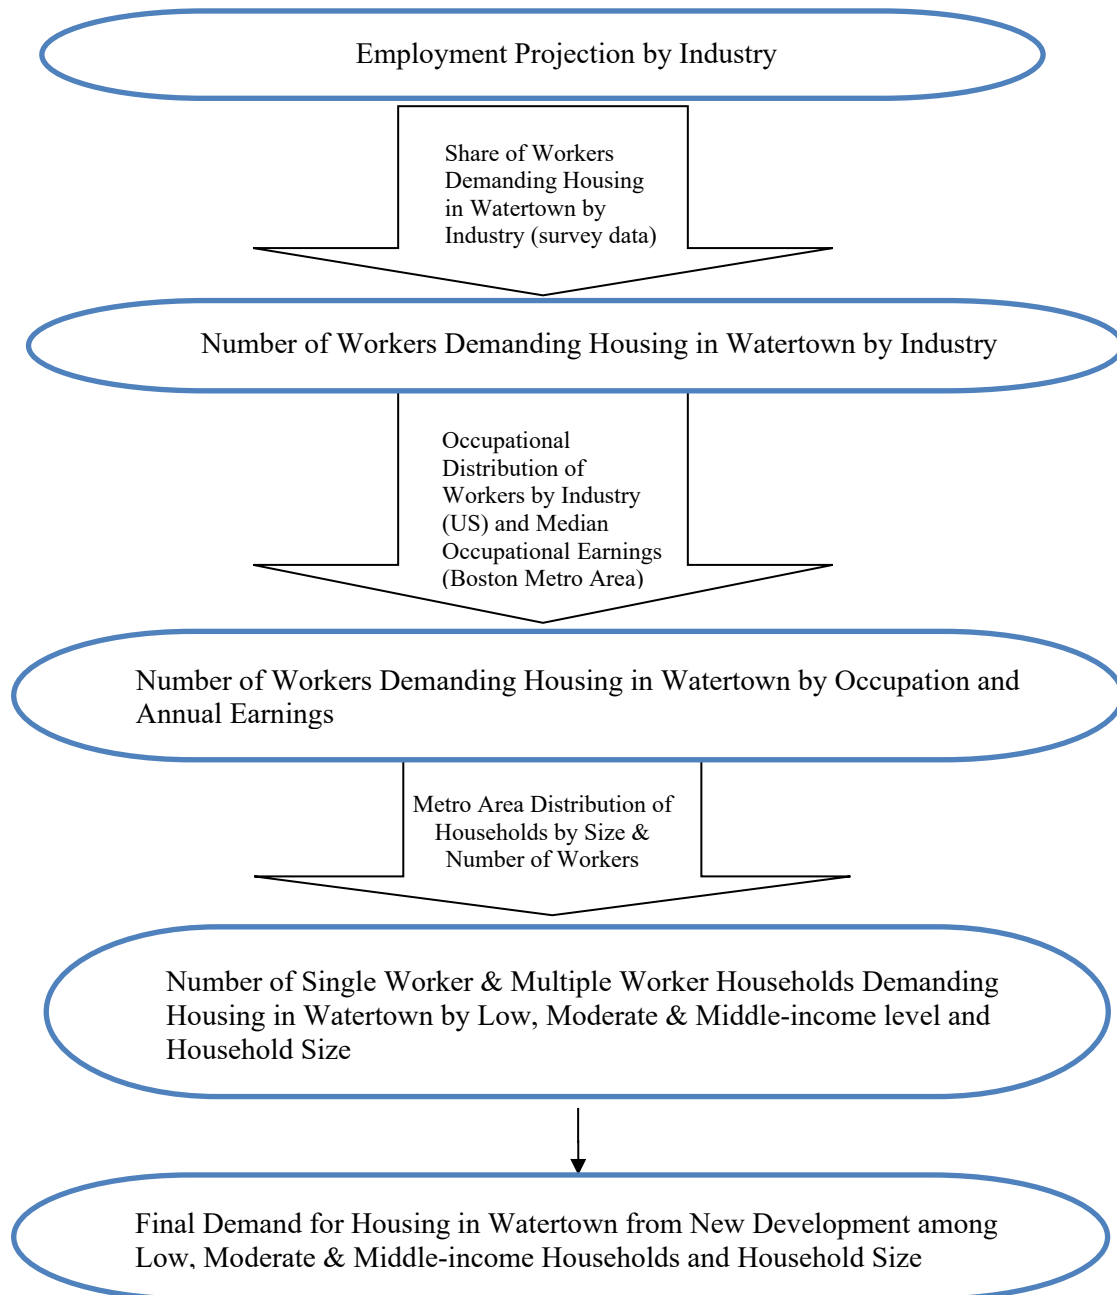 Employment Projection by Industry
Share of Workers
Demanding Housing
in Watertown by
Industry (survey data)
Number of Workers Demanding Housing in Watertown by Industry
Occupational
Distribution of
Workers by Industry
(US) and Median
Occupational Earnings
(Boston Metro Area)
Number of Workers Demanding Housing in Watertown by Occupation and
Annual Earnings
Metro Area Distribution of
Households by Size &
Number of Workers
Number of Single Worker & Multiple Worker Households Demanding
Housing in Watertown by Low, Moderate & Middle-income level and
Household Size
Final Demand for Housing in Watertown from New Development among
Low, Moderate & Middle-income Households and Household Size